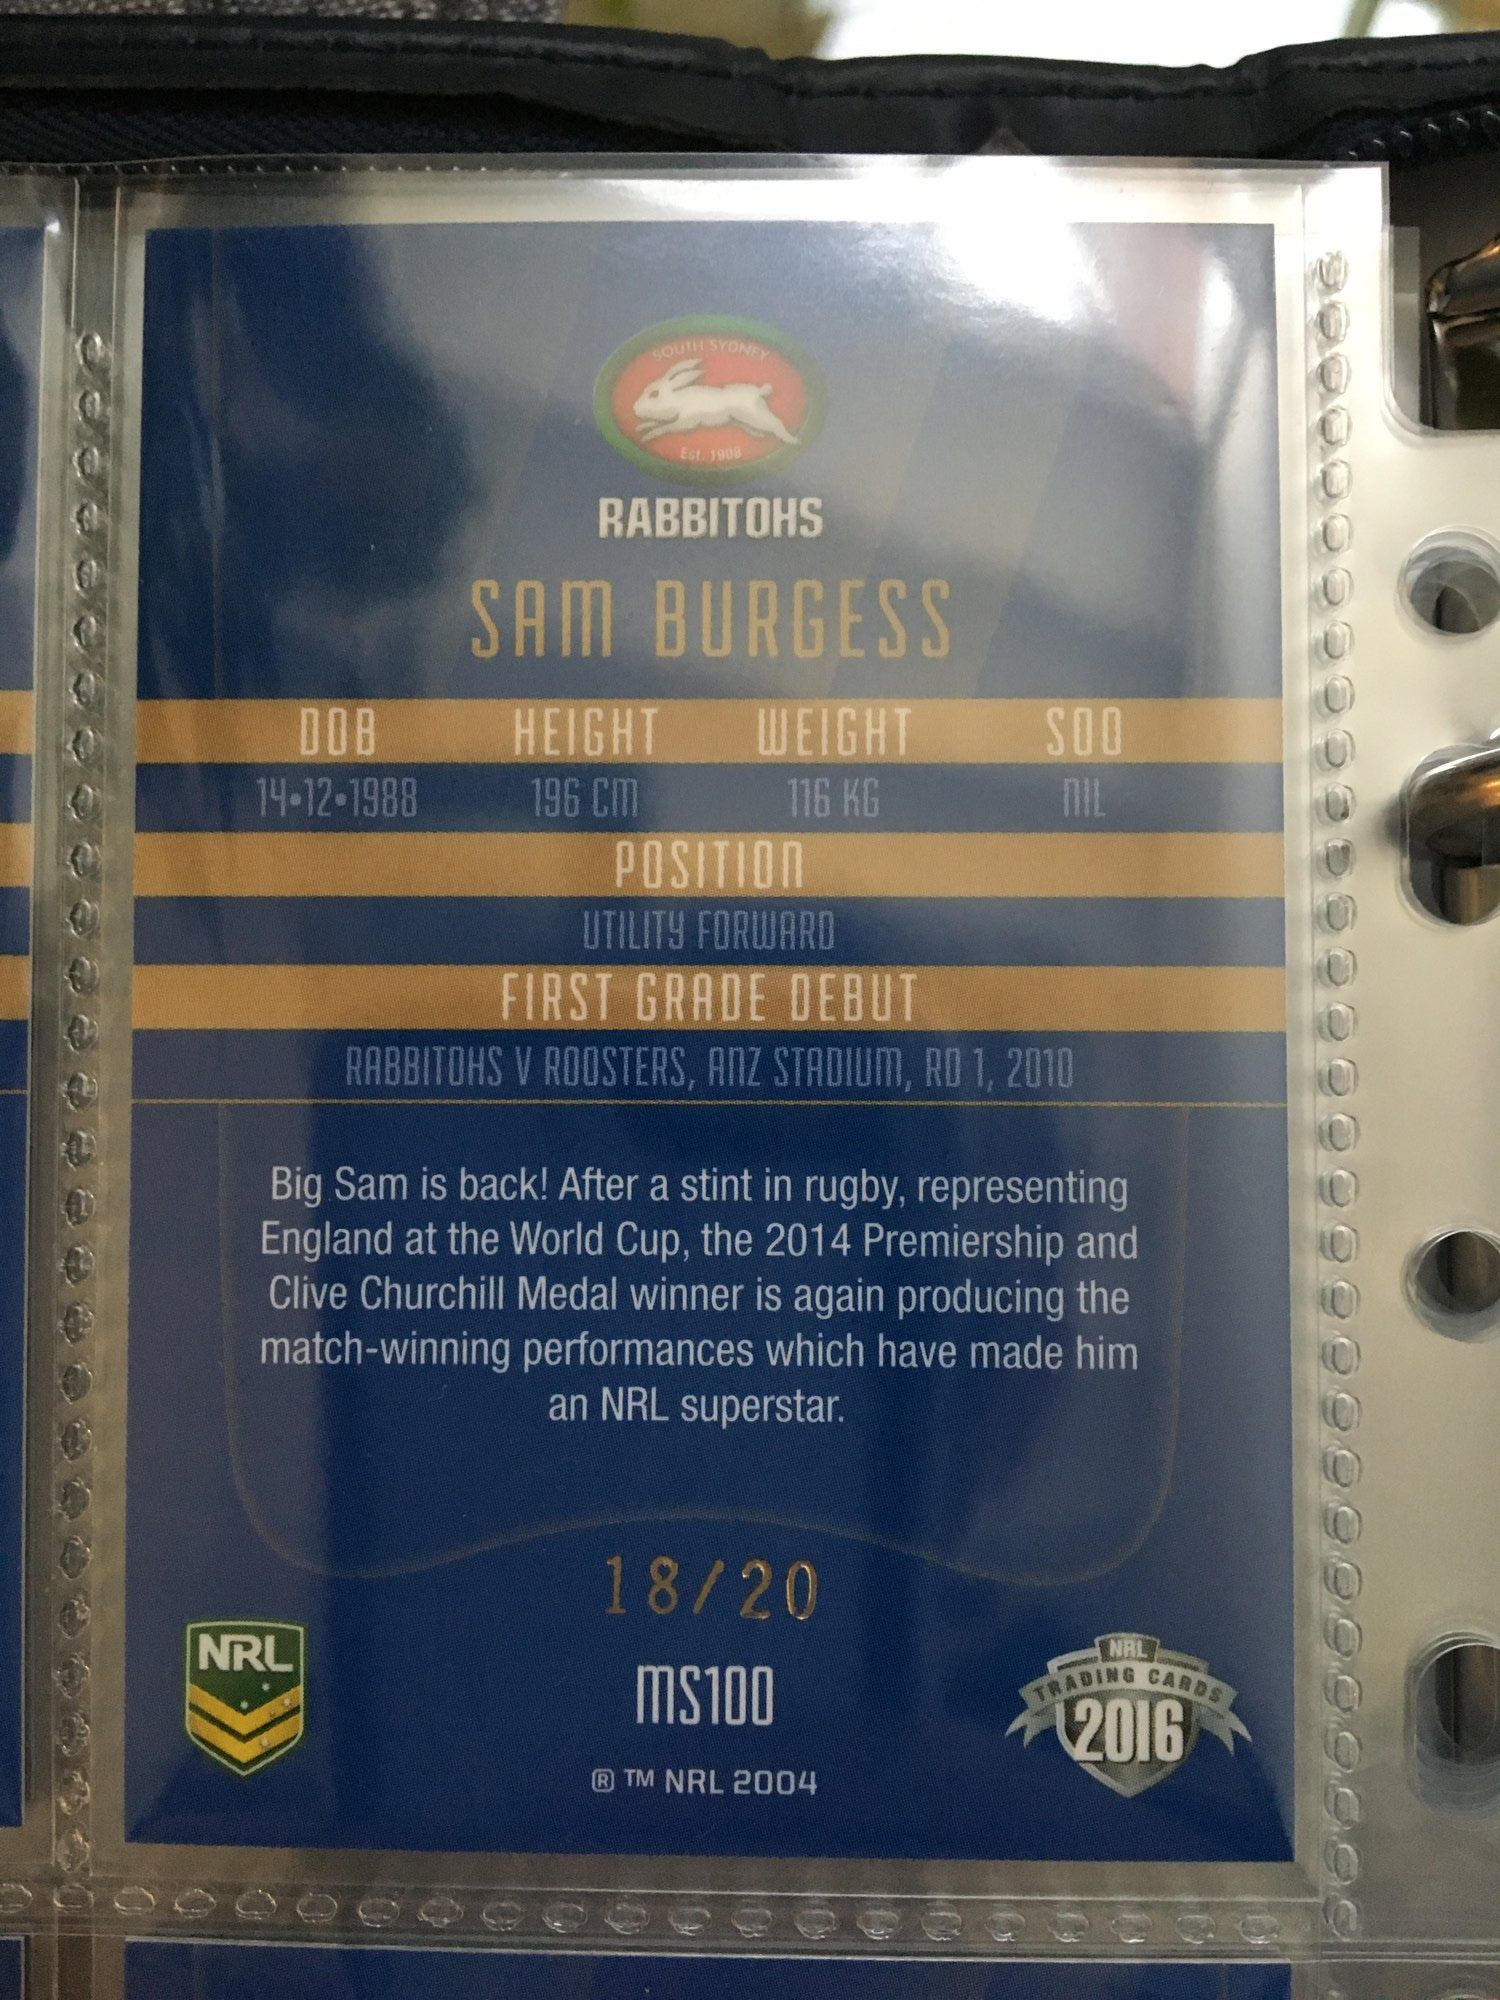 SOUTH SYDNEY
Est. 1908
RABBITOHS
SAM BURGESS
DOB HEIGHT WEIGHT SOO
14•12•1988 196 CM 116 KG NIL
POSITION
UTILITY FORWARD
FIRST GRADE DEBUT
RABBITOHS V ROOSTERS, ANZ STADIUM, RD 1, 2010
Big Sam is back! After a stint in rugby, representing
England at the World Cup, the 2014 Premiership and
Clive Churchill Medal winner is again producing the
match-winning performances which have made him
an NRL superstar.
18/20
NRL
MS100
® TM NRL 2004
NRL
TRADING CARDS
2016